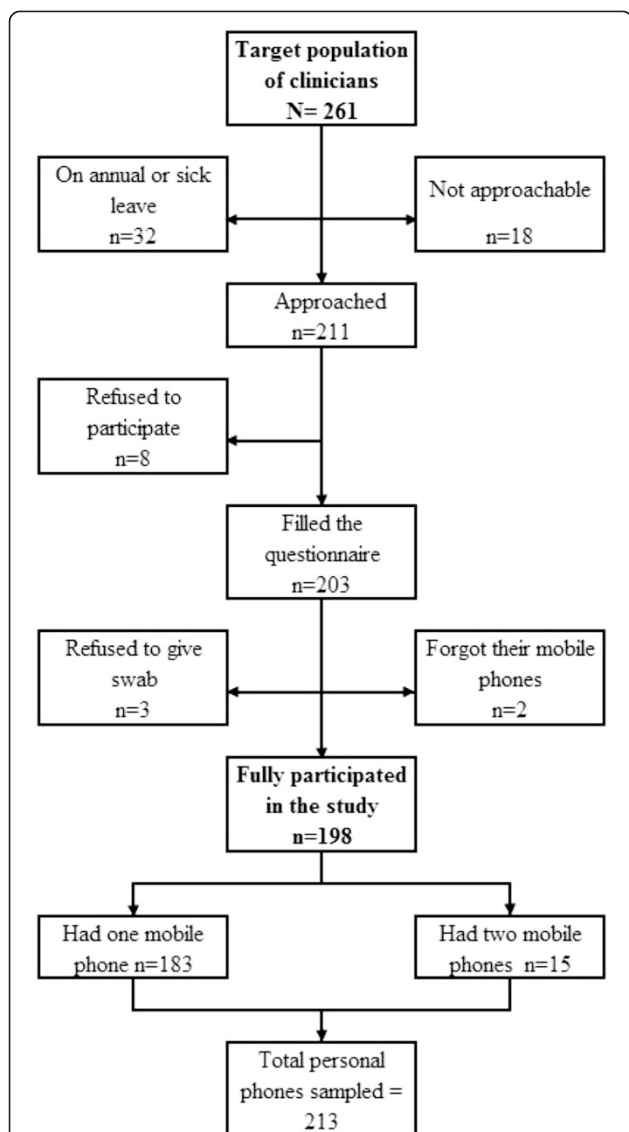 Target population
of clinicians
N= 261
On annual or sick
leave
n=32
Not approachable
n=18
Approached
n=211
Refused to
participate
n=8
Filled the
questionnaire
n=203
Refused to give
swab
n=3
Forgot their mobile
phones
n=2
Fully participated
in the study
n=198
Had one mobile
phone n=183
Had two mobile
phones n=15
Total personal
phones sampled =
213